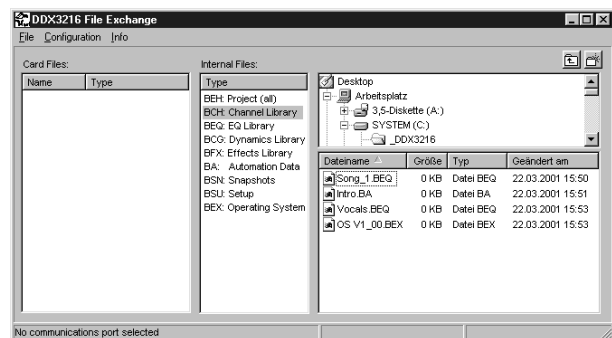 DDX3216 File Exchange
File Configuration Info
Card Files:
Name Type
Internal Files:
Type
BEH: Project (all)
BCH: Channel Library
BEQ: EQ Library
BCG: Dynamics Library
BFX: Effects Library
BA: Automation Data
BSN: Snapshots
BSU: Setup
BEX: Operating System
Desktop
Arbeitsplatz
3,5-Diskette (A:)
SYSTEM (C:)
_DDX3216
Dateiname Größe Typ Geändert am
Song_1.BEQ 0 KB Datei BEQ 22.03.2001 15:50
Intro.BA 0 KB Datei BA 22.03.2001 15:51
Vocals.BEQ 0 KB Datei BEQ 22.03.2001 15:53
OS V1_00.BEX 0 KB Datei BEX 22.03.2001 15:53
No communications port selected